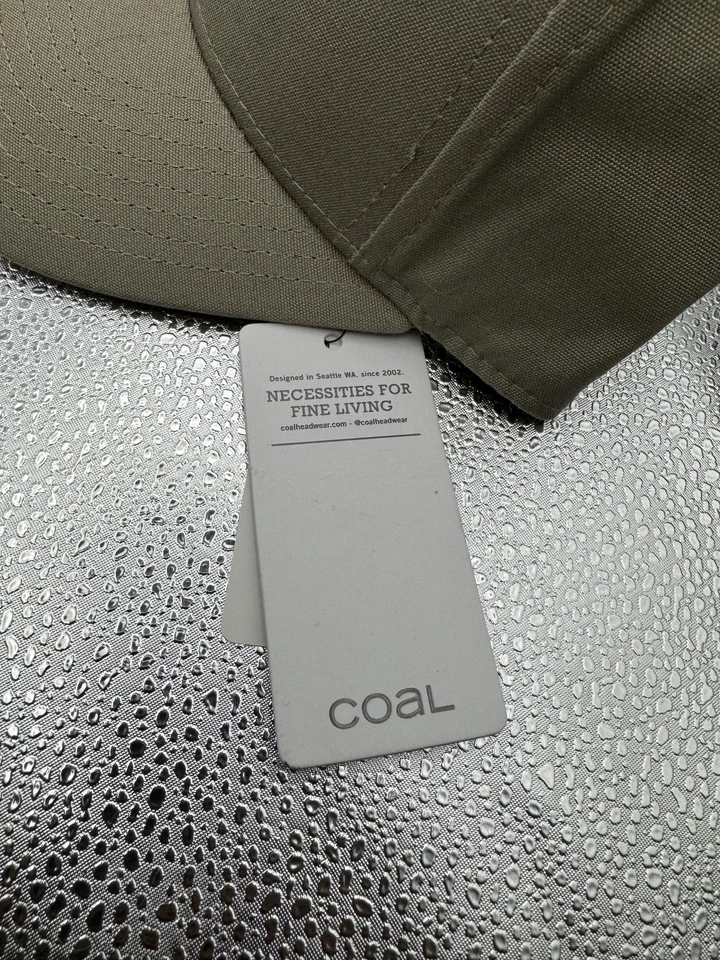 Designed in Seattle WA. since 2002.
NECESSITIES FOR
FINE LIVING
coalheadwear.com - @coalheadwear
coaL